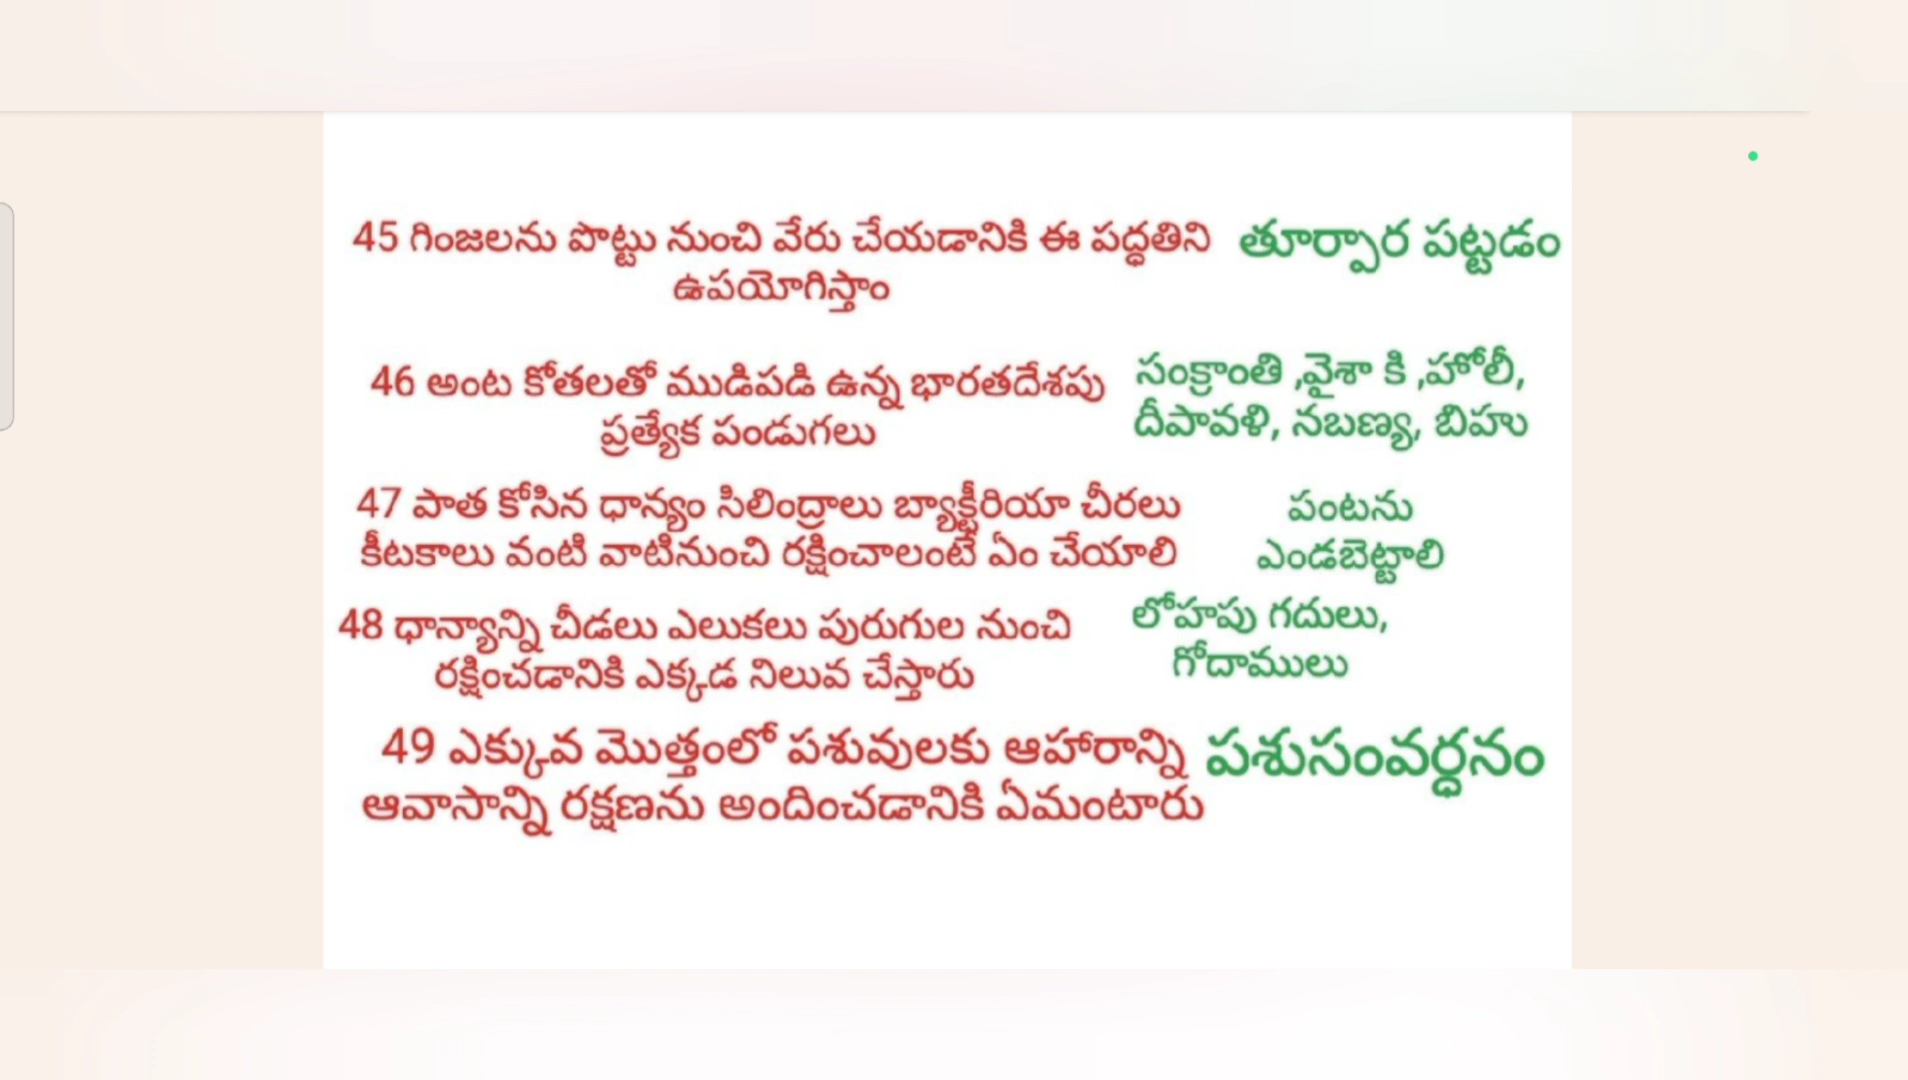 45 గింజలను పొట్టు నుంచి వేరు చేయడానికి ఈ పద్ధతిని తూర్పార పట్టడం
ఉపయోగిస్తాం
46 అంట కోతలతో ముడిపడి ఉన్న భారతదేశపు సంక్రాంతి ,వైశా కి ,హోలీ,
ప్రత్యేక పండుగలు దీపావళి, నబణ్య, బిహు
47 పాత కోసిన ధాన్యం సిలింద్రాలు బ్యాక్టీరియా చీరలు పంటను
కీటకాలు వంటి వాటినుంచి రక్షించాలంటే ఏం చేయాలి ఎండబెట్టాలి
48 ధాన్యాన్ని చీడలు ఎలుకలు పురుగుల నుంచి లోహపు గదులు,
రక్షించడానికి ఎక్కడ నిలువ చేస్తారు గోదాములు
49 ఎక్కువ మొత్తంలో పశువులకు ఆహారాన్ని పశుసంవర్ధనం
ఆవాసాన్ని రక్షణను అందించడానికి ఏమంటారు